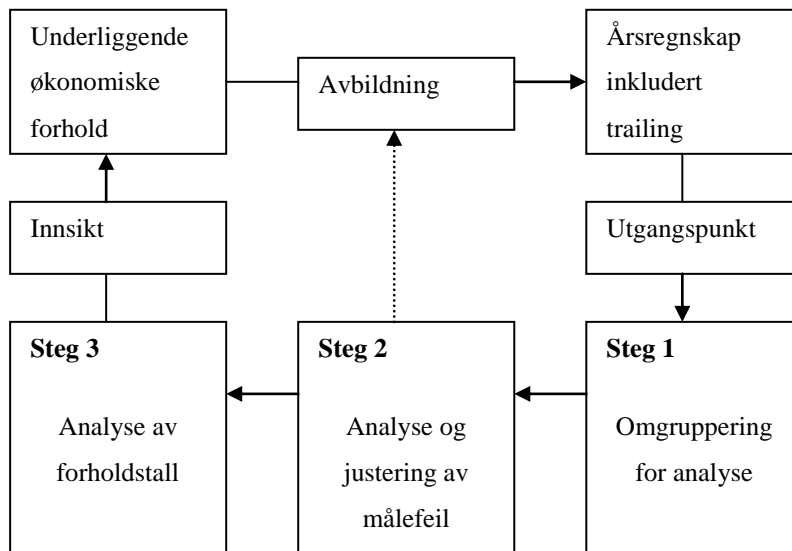 Underliggende
økonomiske
forhold
Avbildning
Årsregnskap
inkludert
trailing
Innsikt
Utgangspunkt
Steg 3
Analyse av
forholdstall
Steg 2
Analyse og
justering av
målefeil
Steg 1
Omgruppering
for analyse